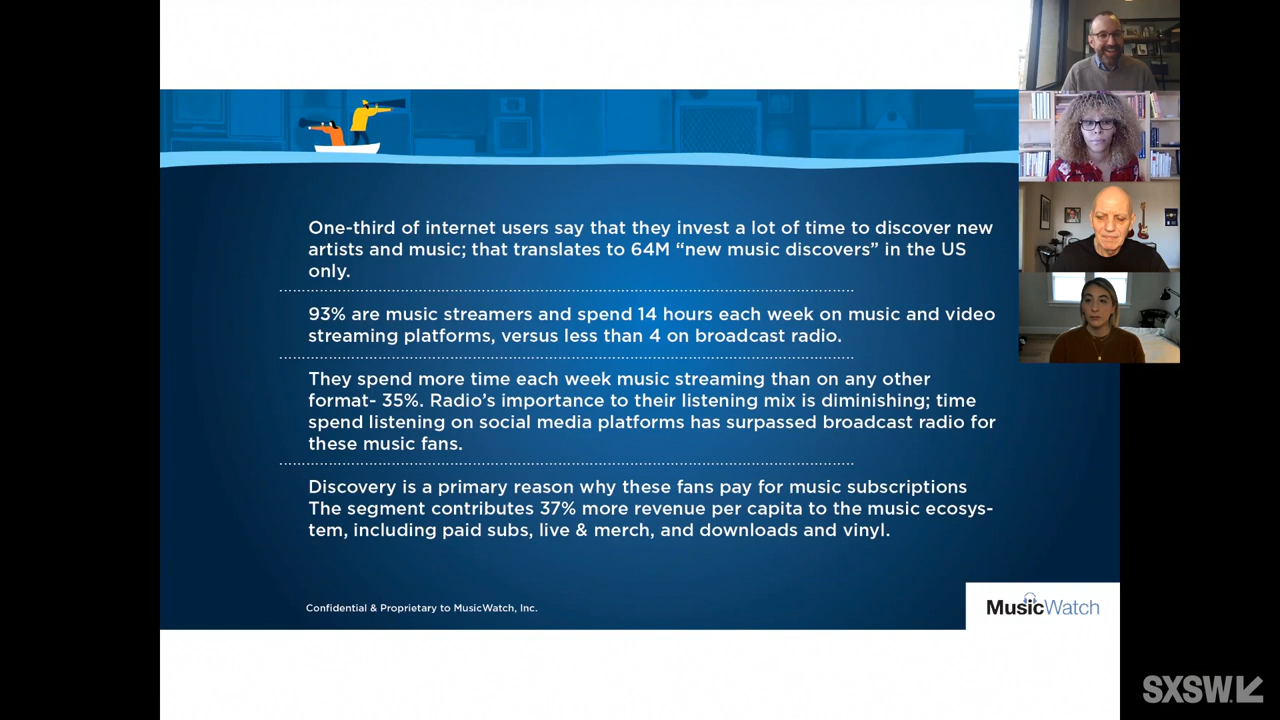 One-third of internet users say that they invest a lot of time to discover new
artists and music; that translates to 64M “new music discovers” in the US
only.
93% are music streamers and spend 14 hours each week on music and video
streaming platforms, versus less than 4 on broadcast radio.
They spend more time each week music streaming than on any other
format- 35%. Radio’s importance to their listening mix is diminishing; time
spend listening on social media platforms has surpassed broadcast radio for
these music fans.
Discovery is a primary reason why these fans pay for music subscriptions
The segment contributes 37% more revenue per capita to the music ecosys-
tem, including paid subs, live & merch, and downloads and vinyl.
Confidential & Proprietary to MusicWatch, Inc.
MusicWatch
SXSW.